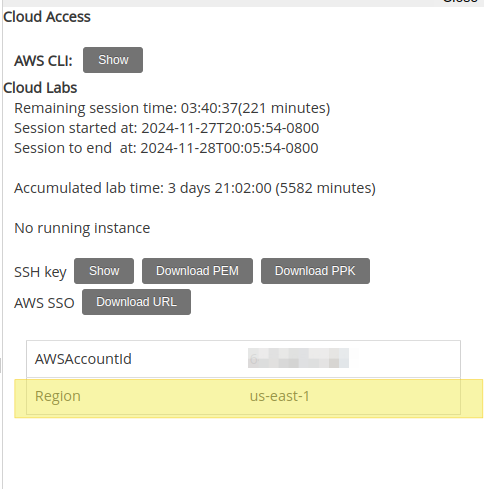 Cloud Access
AWS CLI: Show
Cloud Labs
Remaining session time: 03:40:37(221 minutes)
Session started at: 2024-11-27T20:05:54-0800
Session to end at: 2024-11-28T00:05:54-0800
Accumulated lab time: 3 days 21:02:00 (5582 minutes)
No running instance
SSH key Show Download PEM Download PPK
AWS SSO Download URL
AWSAccountId
Region us-east-1